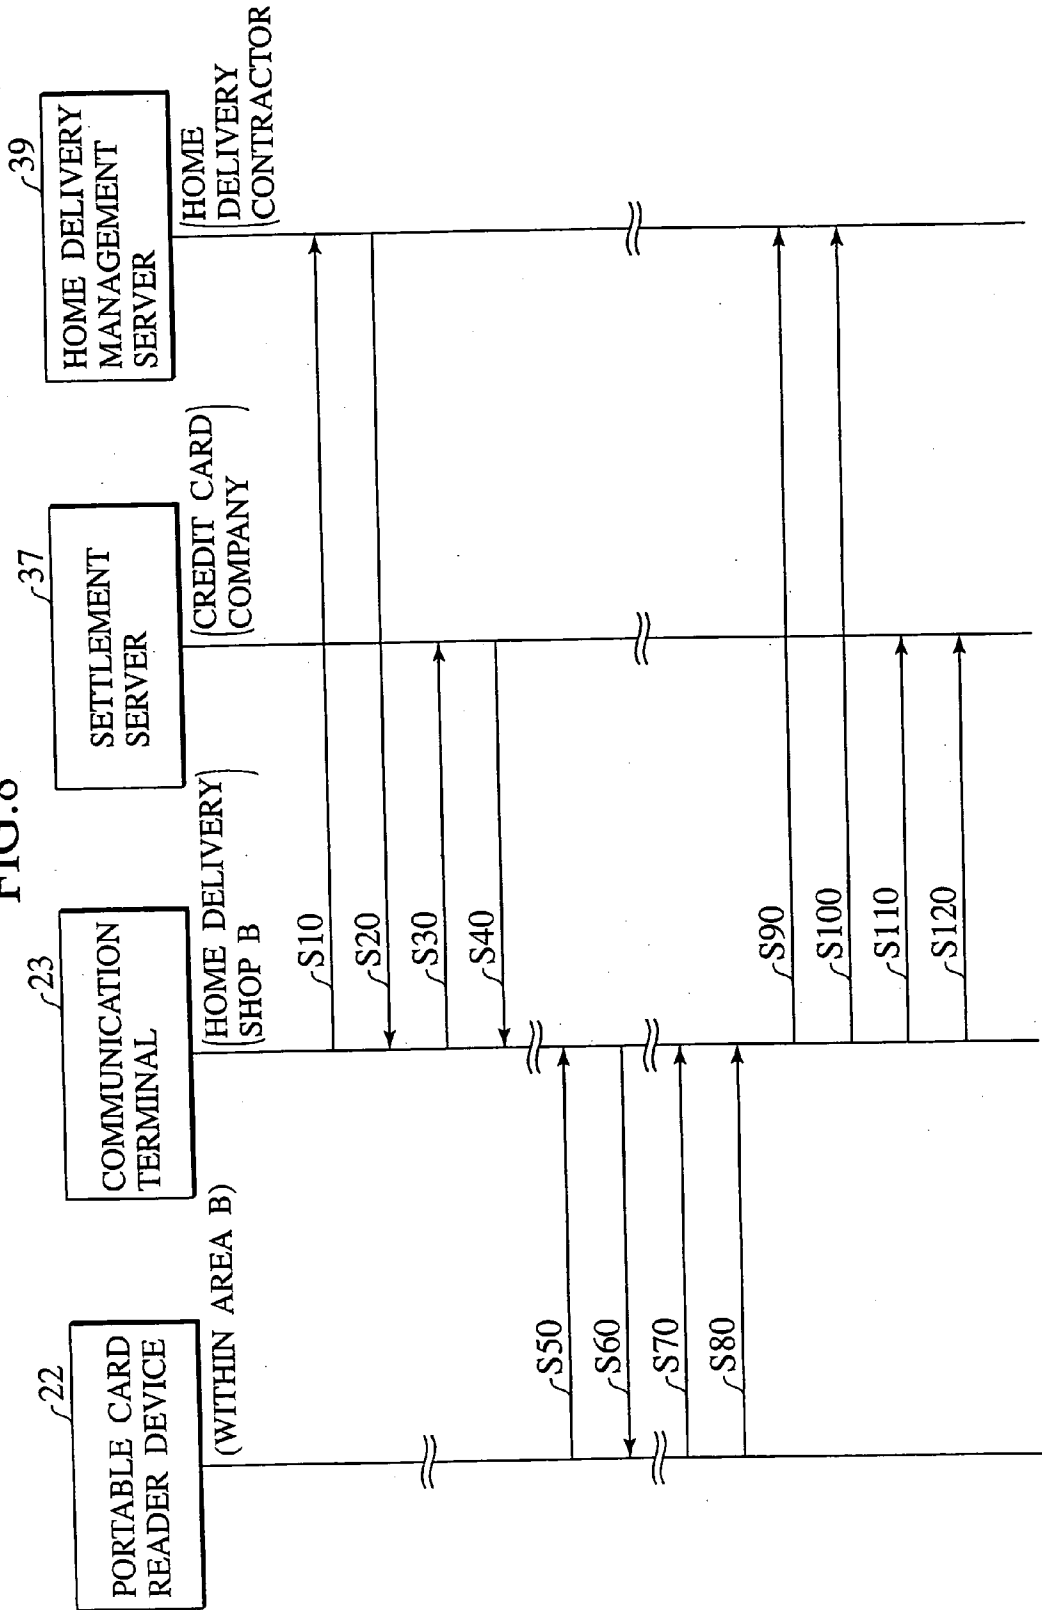 FIG.8
22
PORTABLE CARD
READER DEVICE
(WITHIN AREA B)
23
COMMUNICATION
TERMINAL
(HOME DELIVERY
SHOP B)
37
SETTLEMENT
SERVER
(CREDIT CARD
COMPANY)
39
HOME DELIVERY
MANAGEMENT
SERVER
(HOME
DELIVERY
CONTRACTOR)
S10
S20
S30
S40
S50
S60
S70
S80
S90
S100
S110
S120